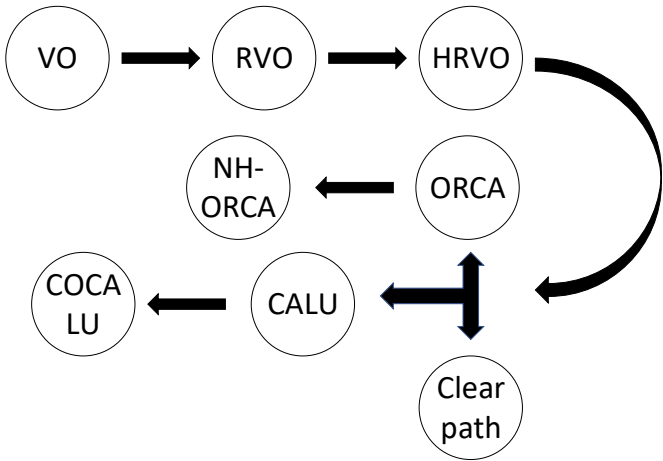 VO
RVO
HRVO
NH-
ORCA
ORCA
COCA
LU
CALU
Clear
path